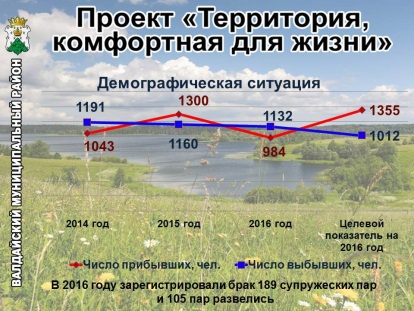 Проект «Территория,
комфортная для жизни»
Демографическая ситуация
1191
1300
1132
1355
1043
1160
984
1012
2014 год
2015 год
2016 год
Целевой
показатель на
2016 год
Число прибывших, чел.
Число выбывших, чел.
В 2016 году зарегистрировали брак 189 супружеских пар
и 105 пар развелись
ВАЛДАЙСКИЙ МУНИЦИПАЛЬНЫЙ РАЙОН